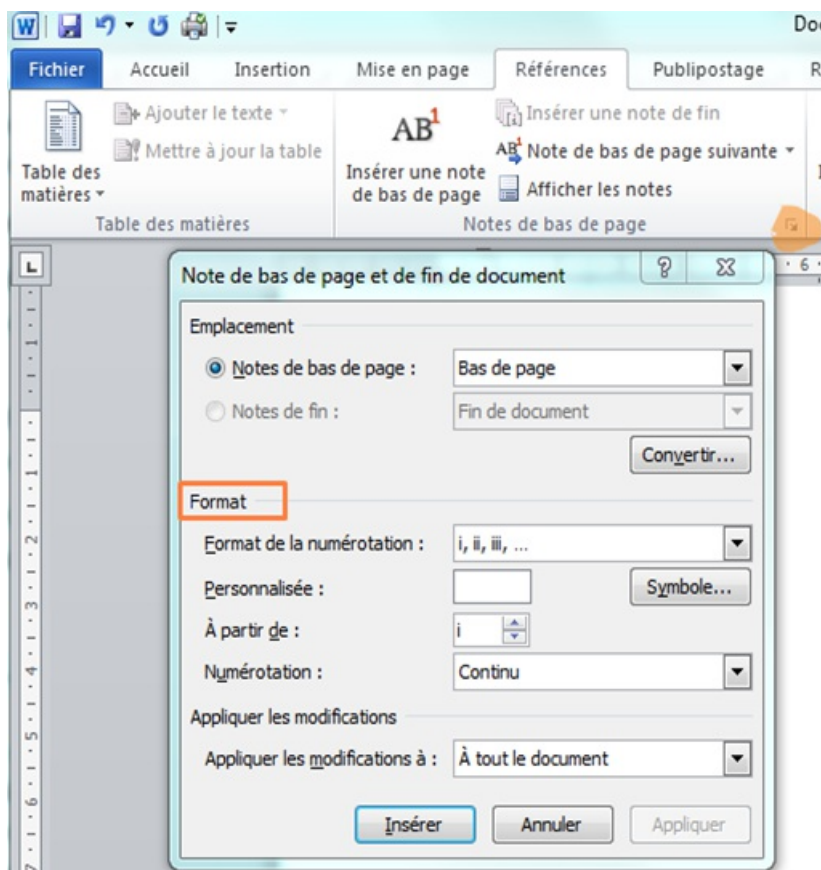 Doc
Fichier Accueil Insertion Mise en page Références Publipostage R
Ajouter le texte
Mettre à jour la table
Table des
matières
AB1
Insérer une note
de bas de page
Insérer une note de fin
Note de bas de page suivante
Afficher les notes
Table des matières Notes de bas de page
Note de bas de page et de fin de document
Emplacement
Notes de bas de page : Bas de page
Notes de fin : Fin de document
Convertir...
Format
Format de la numérotation : i, ii, iii, ...
Personnalisée : Symbole...
À partir de : i
Numérotation : Continu
Appliquer les modifications
Appliquer les modifications à : À tout le document
Insérer Annuler Appliquer